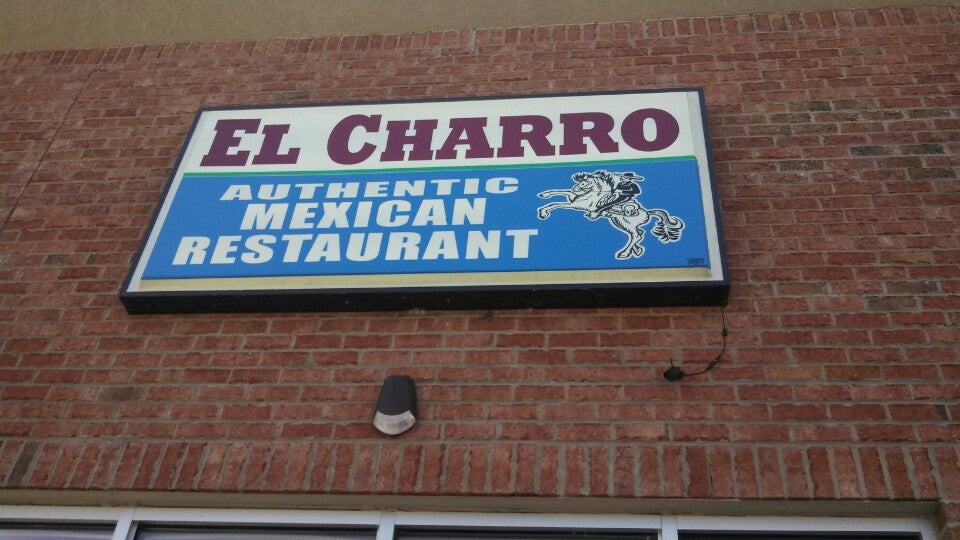 EL CHARRO
AUTHENTIC
MEXICAN
RESTAURANT